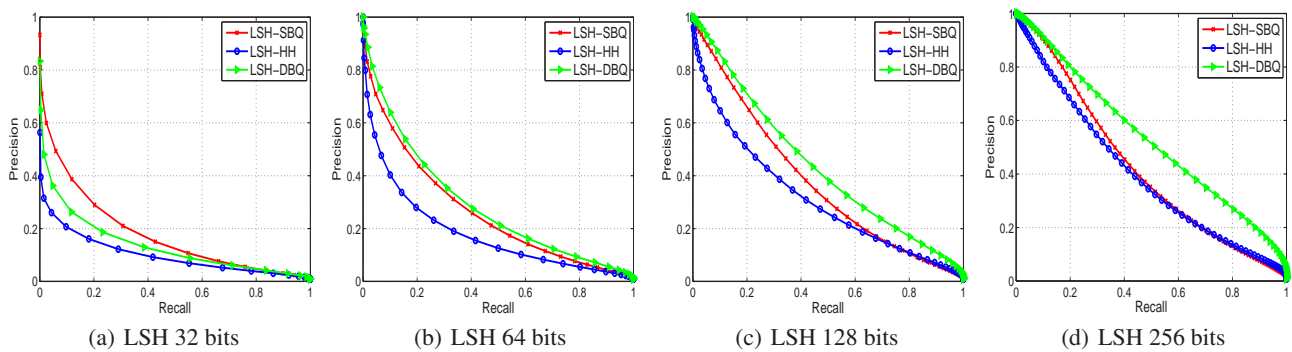 1
0.8
0.6
0.4
0.2
0
Precision
0 0.2 0.4 0.6 0.8 1
Recall
LSH-SBQ
LSH-HH
LSH-DBQ
(a) LSH 32 bits
1
0.8
0.6
0.4
0.2
0
Precision
0 0.2 0.4 0.6 0.8 1
Recall
LSH-SBQ
LSH-HH
LSH-DBQ
(b) LSH 64 bits
1
0.8
0.6
0.4
0.2
0
Precision
0 0.2 0.4 0.6 0.8 1
Recall
LSH-SBQ
LSH-HH
LSH-DBQ
(c) LSH 128 bits
1
0.8
0.6
0.4
0.2
0
Precision
0 0.2 0.4 0.6 0.8 1
Recall
LSH-SBQ
LSH-HH
LSH-DBQ
(d) LSH 256 bits